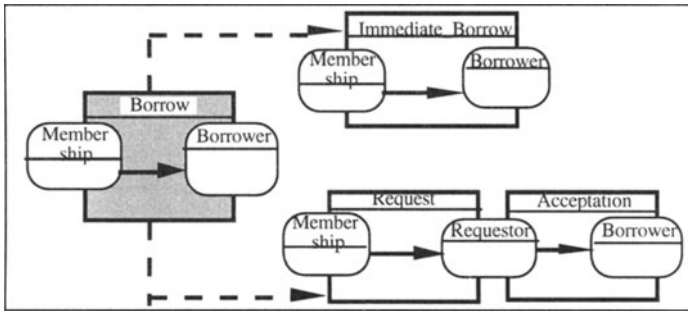 Immediate_Borrow
Member
ship
Borrower
Borrow
Member
ship
Borrower
Request
Acceptation
Member
ship
Requestor
Borrower